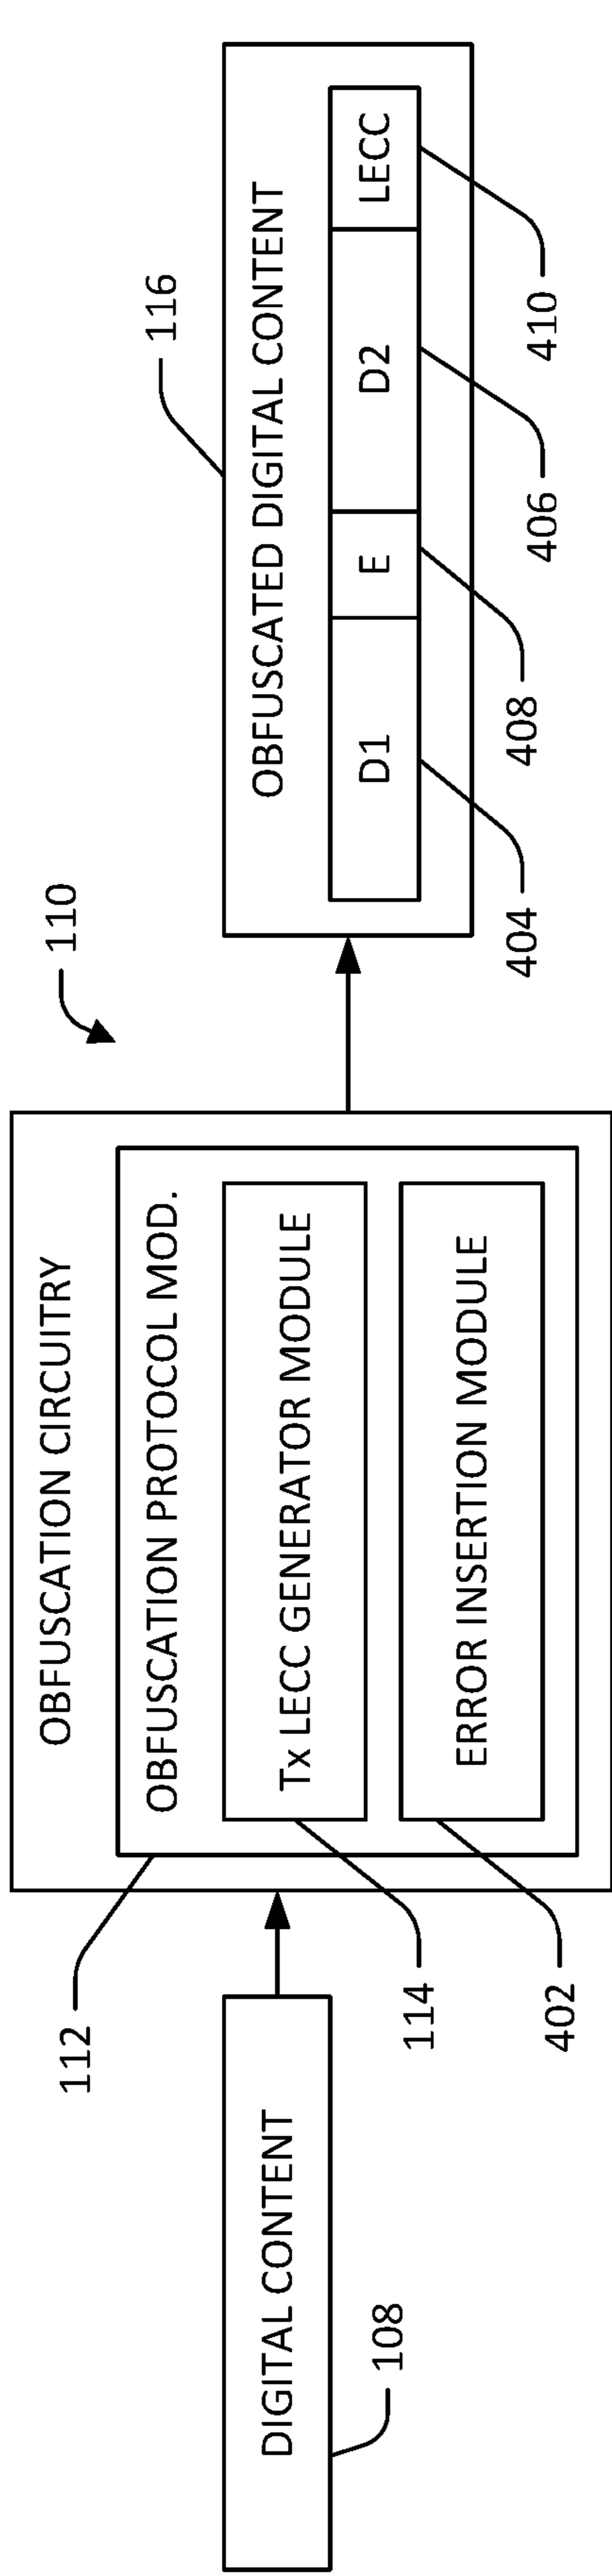 110
116
OBFUSCATION CIRCUITRY
112
OBFUSCATION PROTOCOL MOD.
DIGITAL CONTENT
Tx LECC GENERATOR MODULE
OBFUSCATED DIGITAL CONTENT
D1
E
D2
LECC
108
114
ERROR INSERTION MODULE
402
404
408
406
410